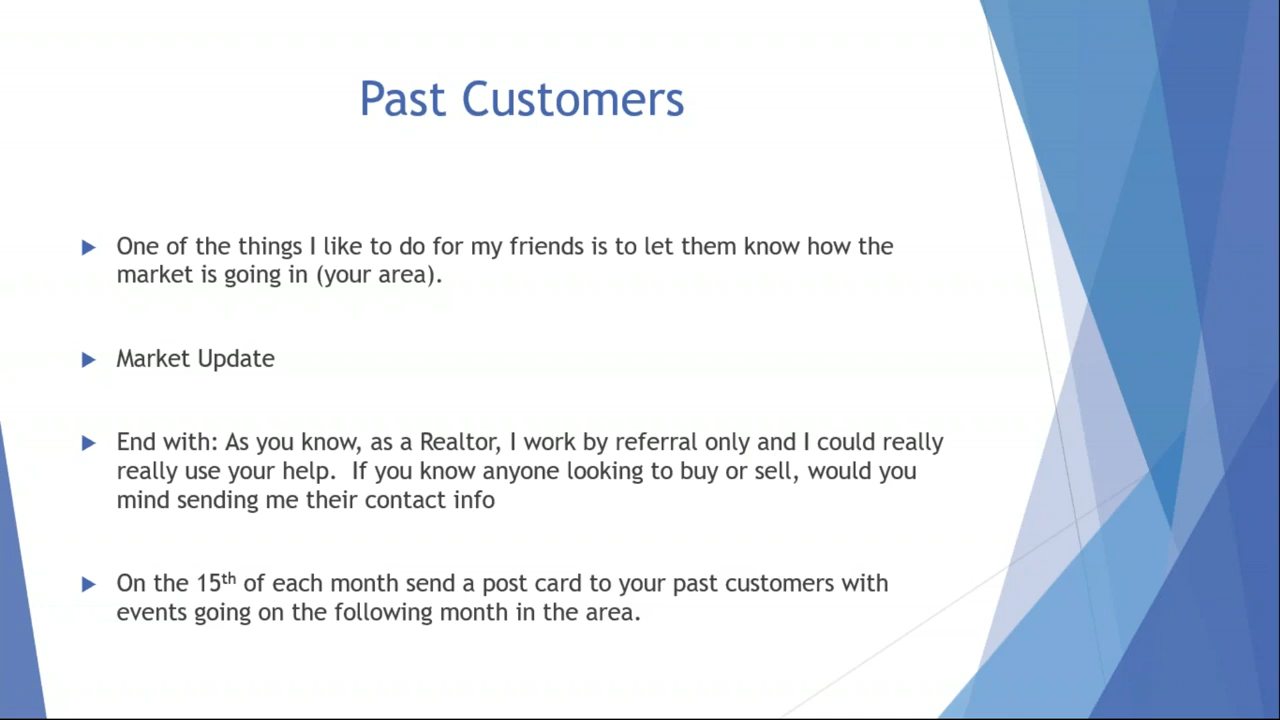 Past Customers
One of the things I like to do for my friends is to let them know how the
market is going in (your area).
Market Update
End with: As you know, as a Realtor, I work by referral only and I could really
really use your help.  If you know anyone looking to buy or sell, would you
mind sending me their contact info
On the 15th of each month send a post card to your past customers with
events going on the following month in the area.